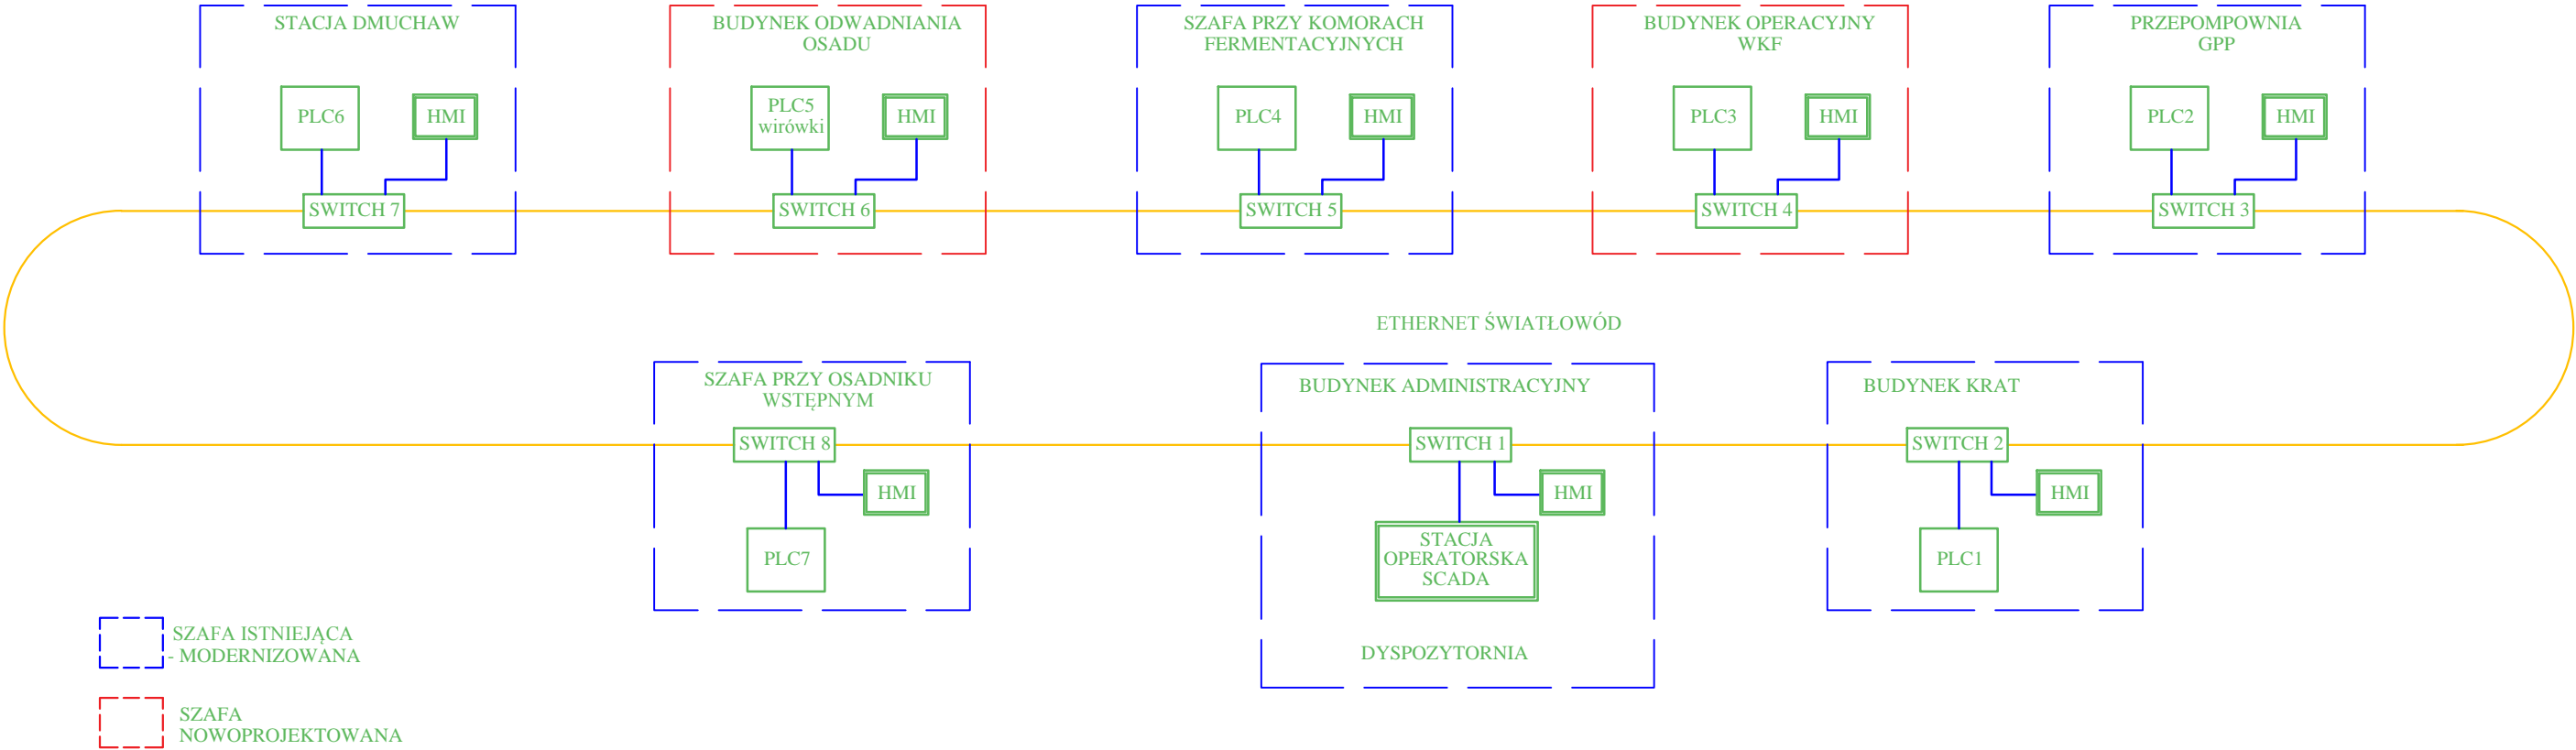 STACJA DMUCHAW
PLC6
HMI
SWITCH 7
BUDYNEK ODWADNIANIA
OSADU
PLC5
wirówki
HMI
SWITCH 6
SZAFA PRZY KOMORACH
FERMENTACYJNYCH
PLC4
HMI
SWITCH 5
BUDYNEK OPERACYJNY
WKF
PLC3
HMI
SWITCH 4
PRZEPOMPOWNIA
GPP
PLC2
HMI
SWITCH 3
ETHERNET ŚWIATŁOWÓD
SZAFA PRZY OSADNIKU
WSTĘPNYM
SWITCH 8
HMI
PLC7
BUDYNEK ADMINISTRACYJNY
SWITCH 1
HMI
STACJA
OPERATORSKA
SCADA
DYSPOZYTORNIA
BUDYNEK KRAT
SWITCH 2
HMI
PLC1
SZAFA ISTNIEJĄCA
- MODERNIZOWANA
SZAFA
NOWOPROJEKTOWANA